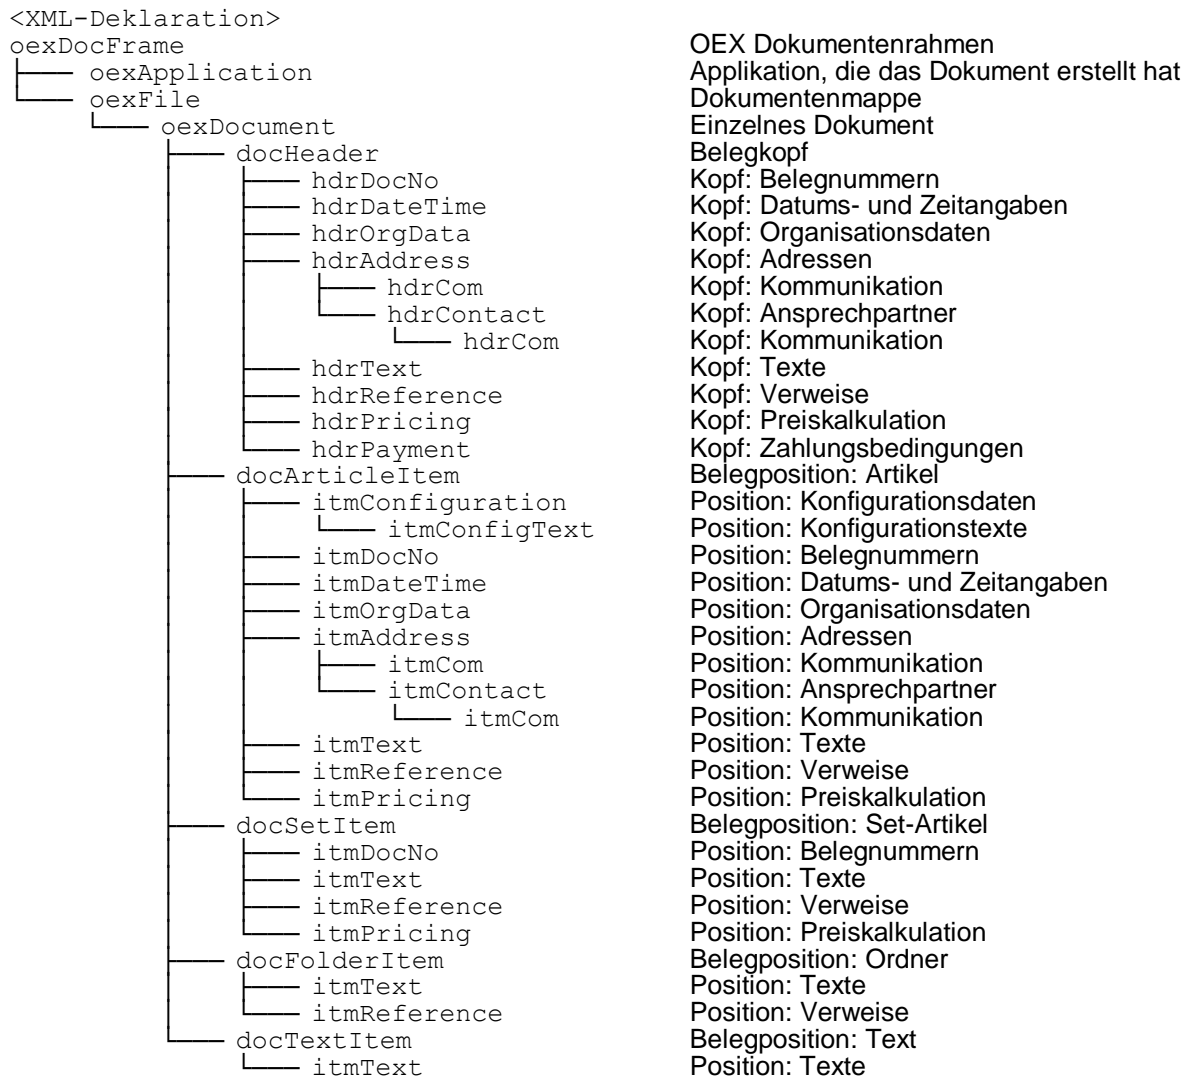 <XML-Deklaration>
oexDocFrame OEX Dokumentenrahmen
oexApplication Applikation, die das Dokument erstellt hat
oexFile Dokumentenmappe
oexDocument Einzelnes Dokument
docHeader Belegkopf
hdrDocNo Kopf: Belegnummern
hdrDateTime Kopf: Datums- und Zeitangaben
hdrOrgData Kopf: Organisationsdaten
hdrAddress Kopf: Adressen
hdrCom Kopf: Kommunikation
hdrContact Kopf: Ansprechpartner
hdrCom Kopf: Kommunikation
hdrText Kopf: Texte
hdrReference Kopf: Verweise
hdrPricing Kopf: Preiskalkulation
hdrPayment Kopf: Zahlungsbedingungen
docArticleItem Belegposition: Artikel
itmConfiguration Position: Konfigurationsdaten
itmConfigText Position: Konfigurationstexte
itmDocNo Position: Belegnummern
itmDateTime Position: Datums- und Zeitangaben
itmOrgData Position: Organisationsdaten
itmAddress Position: Adressen
itmCom Position: Kommunikation
itmContact Position: Ansprechpartner
itmCom Position: Kommunikation
itmText Position: Texte
itmReference Position: Verweise
itmPricing Position: Preiskalkulation
docSetItem Belegposition: Set-Artikel
itmDocNo Position: Belegnummern
itmText Position: Texte
itmReference Position: Verweise
itmPricing Position: Preiskalkulation
docFolderItem Belegposition: Ordner
itmText Position: Texte
itmReference Position: Verweise
docTextItem Belegposition: Text
itmText Position: Texte